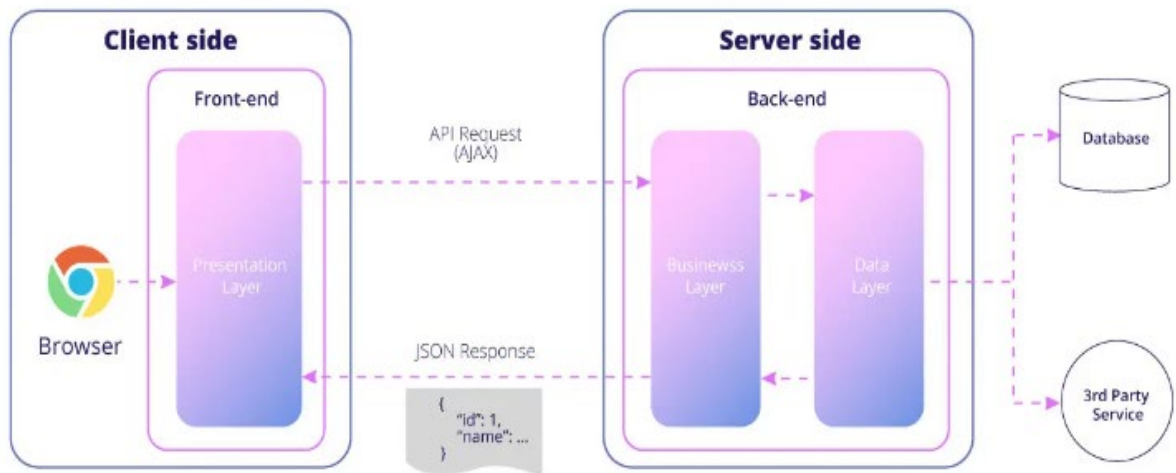 Client side
Server side
Front-end
Back-end
API Request
(AJAX)
Database
Presentation
Layer
Businewss
Layer
Data
Layer
Browser
JSON Response
{
"id": 1,
"name": ...
}
3rd Party
Service